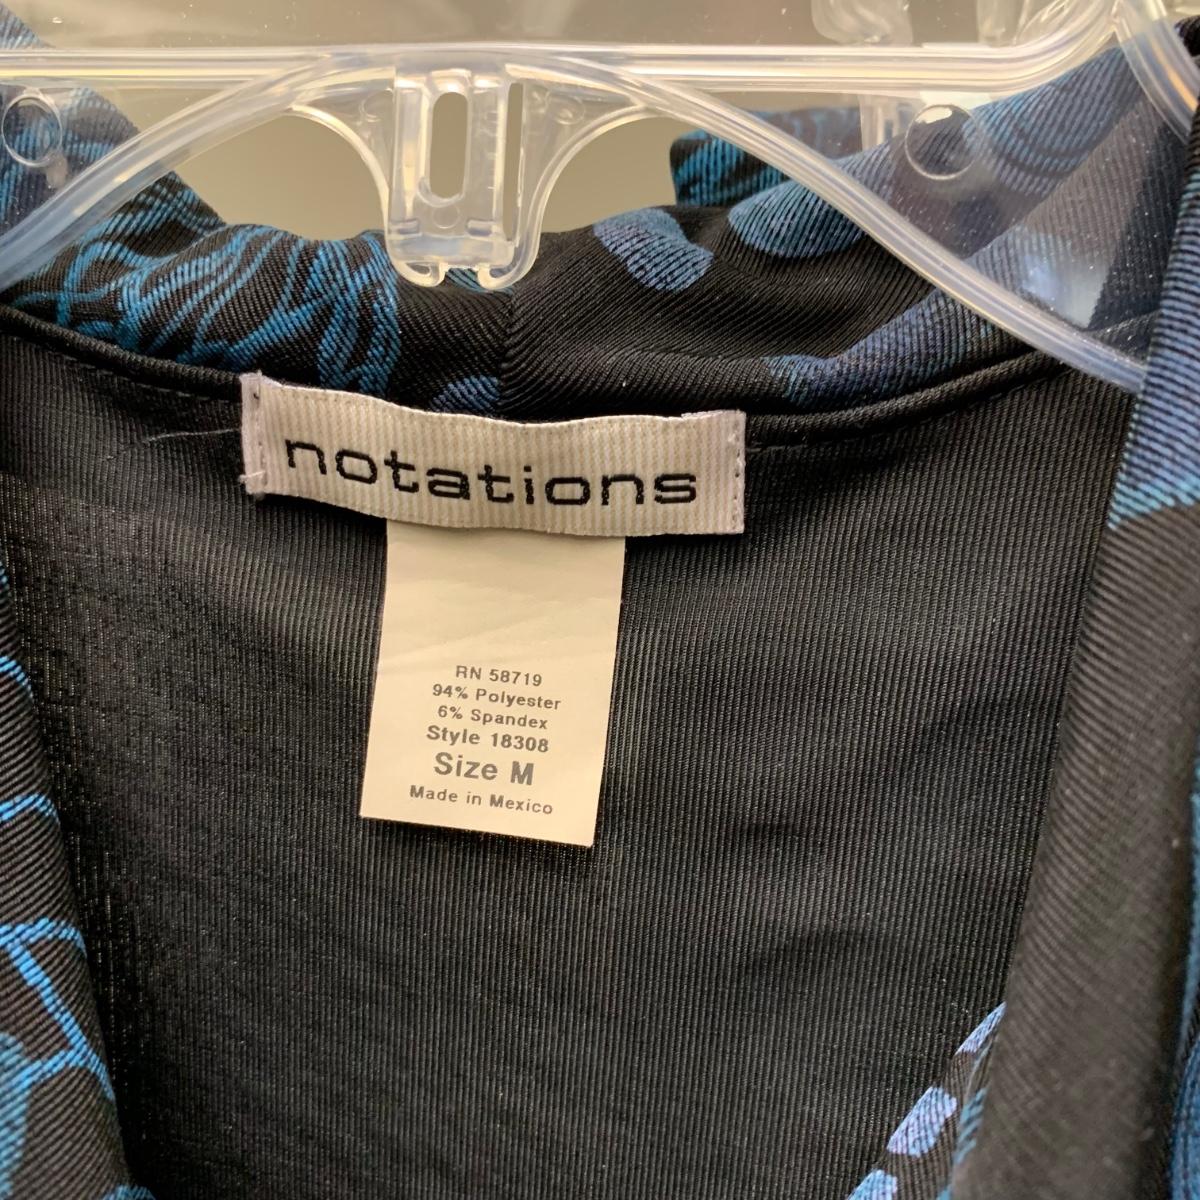 notations
RN 58719
94% Polyester
6% Spandex
Style 18308
Size M
Made in Mexico